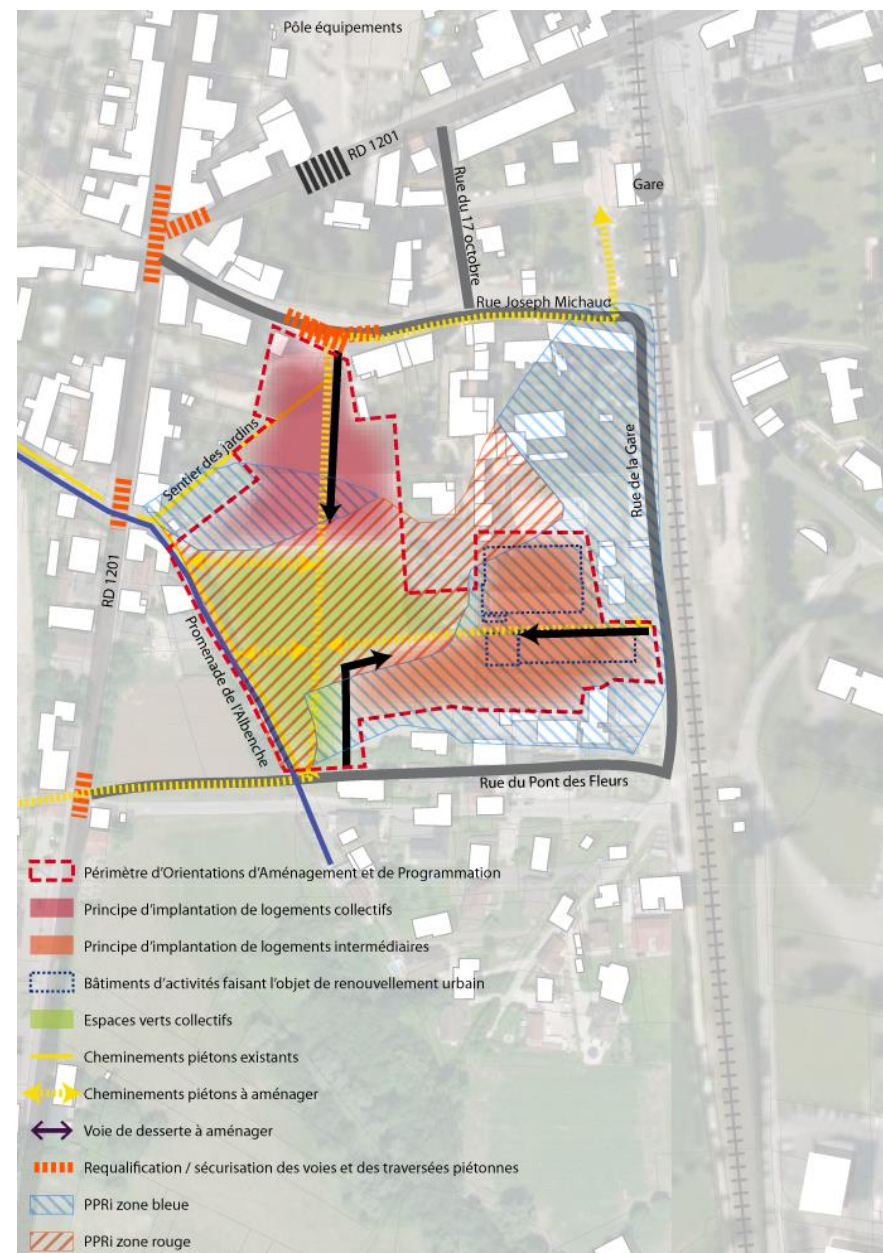 Pôle équipements
RD 1201
Rue du 17 octobre
Gare
Rue Joseph Michaud
Sentier des jardins
Rue de la Gare
RD 1201
Promenade de l'Albenche
Rue du Pont des Fleurs
Périmètre d'Orientations d'Aménagement et de Programmation
Principe d'implantation de logements collectifs
Principe d'implantation de logements intermédiaires
Bâtiments d'activités faisant l'objet de renouvellement urbain
Espaces verts collectifs
Cheminements piétons existants
Cheminements piétons à aménager
Voie de desserte à aménager
Requalification / sécurisation des voies et des traversées piétonnes
PPRi zone bleue
PPRi zone rouge